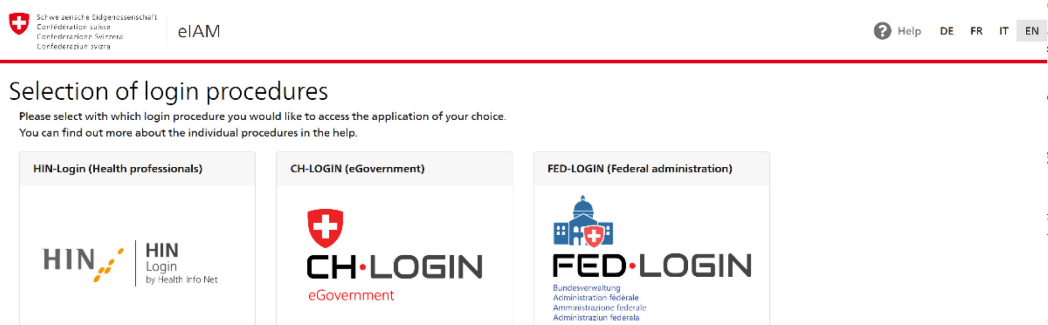 Schweizerische Eidgenossenschaft
Confédération suisse
Confederazione Svizzera
Confederaziun svizra
eIAM
Help DE FR IT EN
Selection of login procedures
Please select with which login procedure you would like to access the application of your choice.
You can find out more about the individual procedures in the help.
HIN-Login (Health professionals)
CH-LOGIN (eGovernment)
FED-LOGIN (Federal administration)
HIN
HIN
Login
by Health Info Net
CH·LOGIN
eGovernment
FED·LOGIN
Bundesverwaltung
Administration fédérale
Amministrazione federale
Administraziun federala